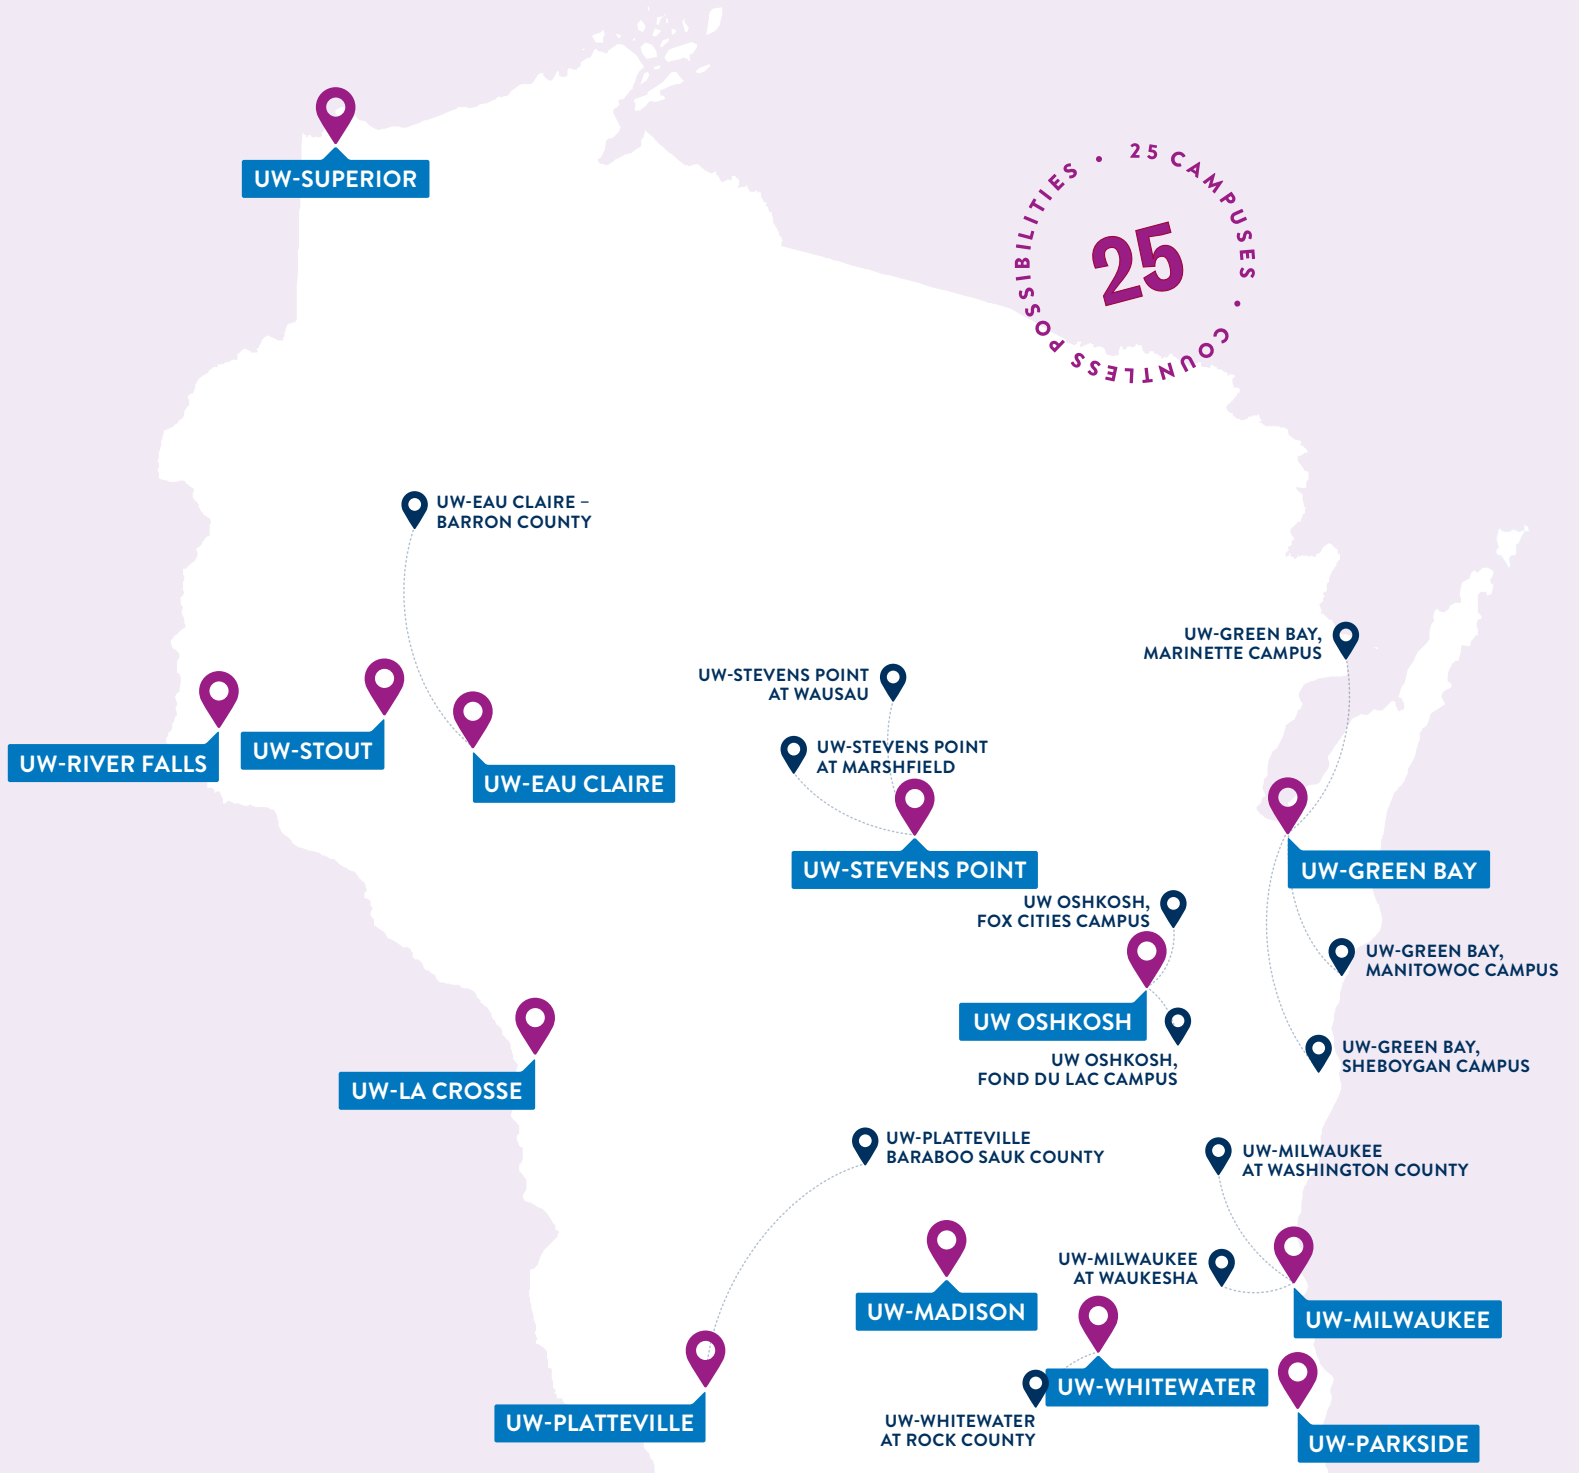 UW-SUPERIOR
25 CAMPUSES • COUNTLESS POSSIBILITIES •
25
UW-EAU CLAIRE –
BARRON COUNTY
UW-GREEN BAY,
MARINETTE CAMPUS
UW-STEVENS POINT
AT WAUSAU
UW-STEVENS POINT
AT MARSHFIELD
UW-RIVER FALLS
UW-STOUT
UW-EAU CLAIRE
UW-STEVENS POINT
UW-GREEN BAY
UW OSHKOSH,
FOX CITIES CAMPUS
UW-GREEN BAY,
MANITOWOC CAMPUS
UW OSHKOSH
UW OSHKOSH,
FOND DU LAC CAMPUS
UW-GREEN BAY,
SHEBOYGAN CAMPUS
UW-LA CROSSE
UW-PLATTEVILLE
BARABOO SAUK COUNTY
UW-MILWAUKEE
AT WASHINGTON COUNTY
UW-MILWAUKEE
AT WAUKESHA
UW-MADISON
UW-MILWAUKEE
UW-WHITEWATER
UW-WHITEWATER
AT ROCK COUNTY
UW-PLATTEVILLE
UW-PARKSIDE